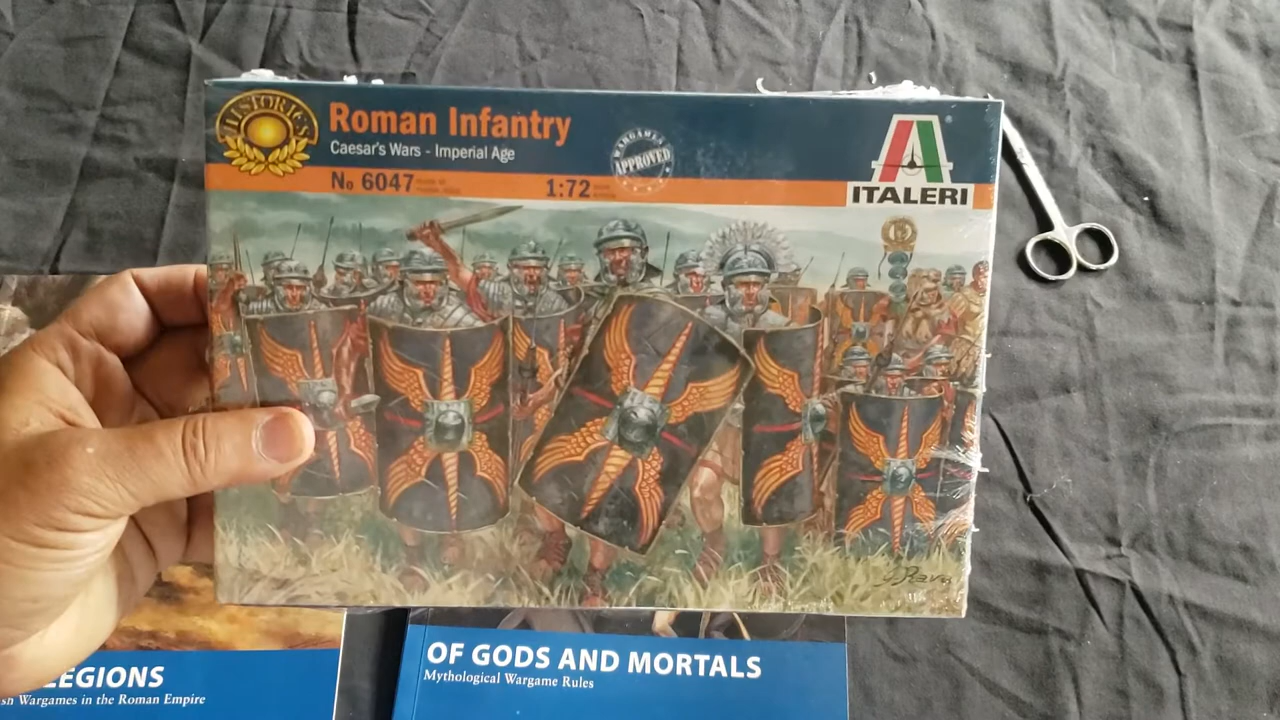 HISTORICS
Roman Infantry
Caesar's Wars - Imperial Age
WARGAMES
APPROVED
No 6047
1:72
ITALERI
G Rava
LEGIONS
Wargames in the Roman Empire
OF GODS AND MORTALS
Mythological Wargame Rules